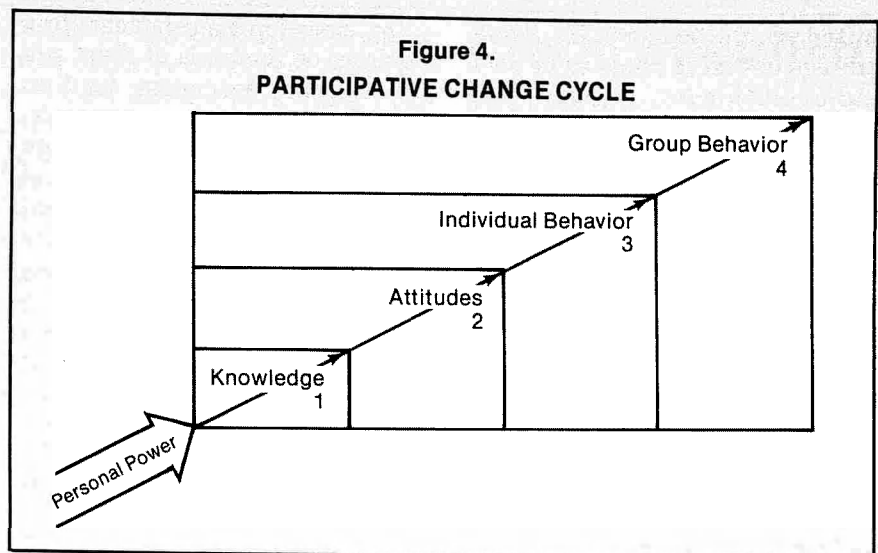 Figure 4.
PARTICIPATIVE CHANGE CYCLE
Group Behavior
4
Individual Behavior
3
Attitudes
2
Knowledge
1
Personal Power